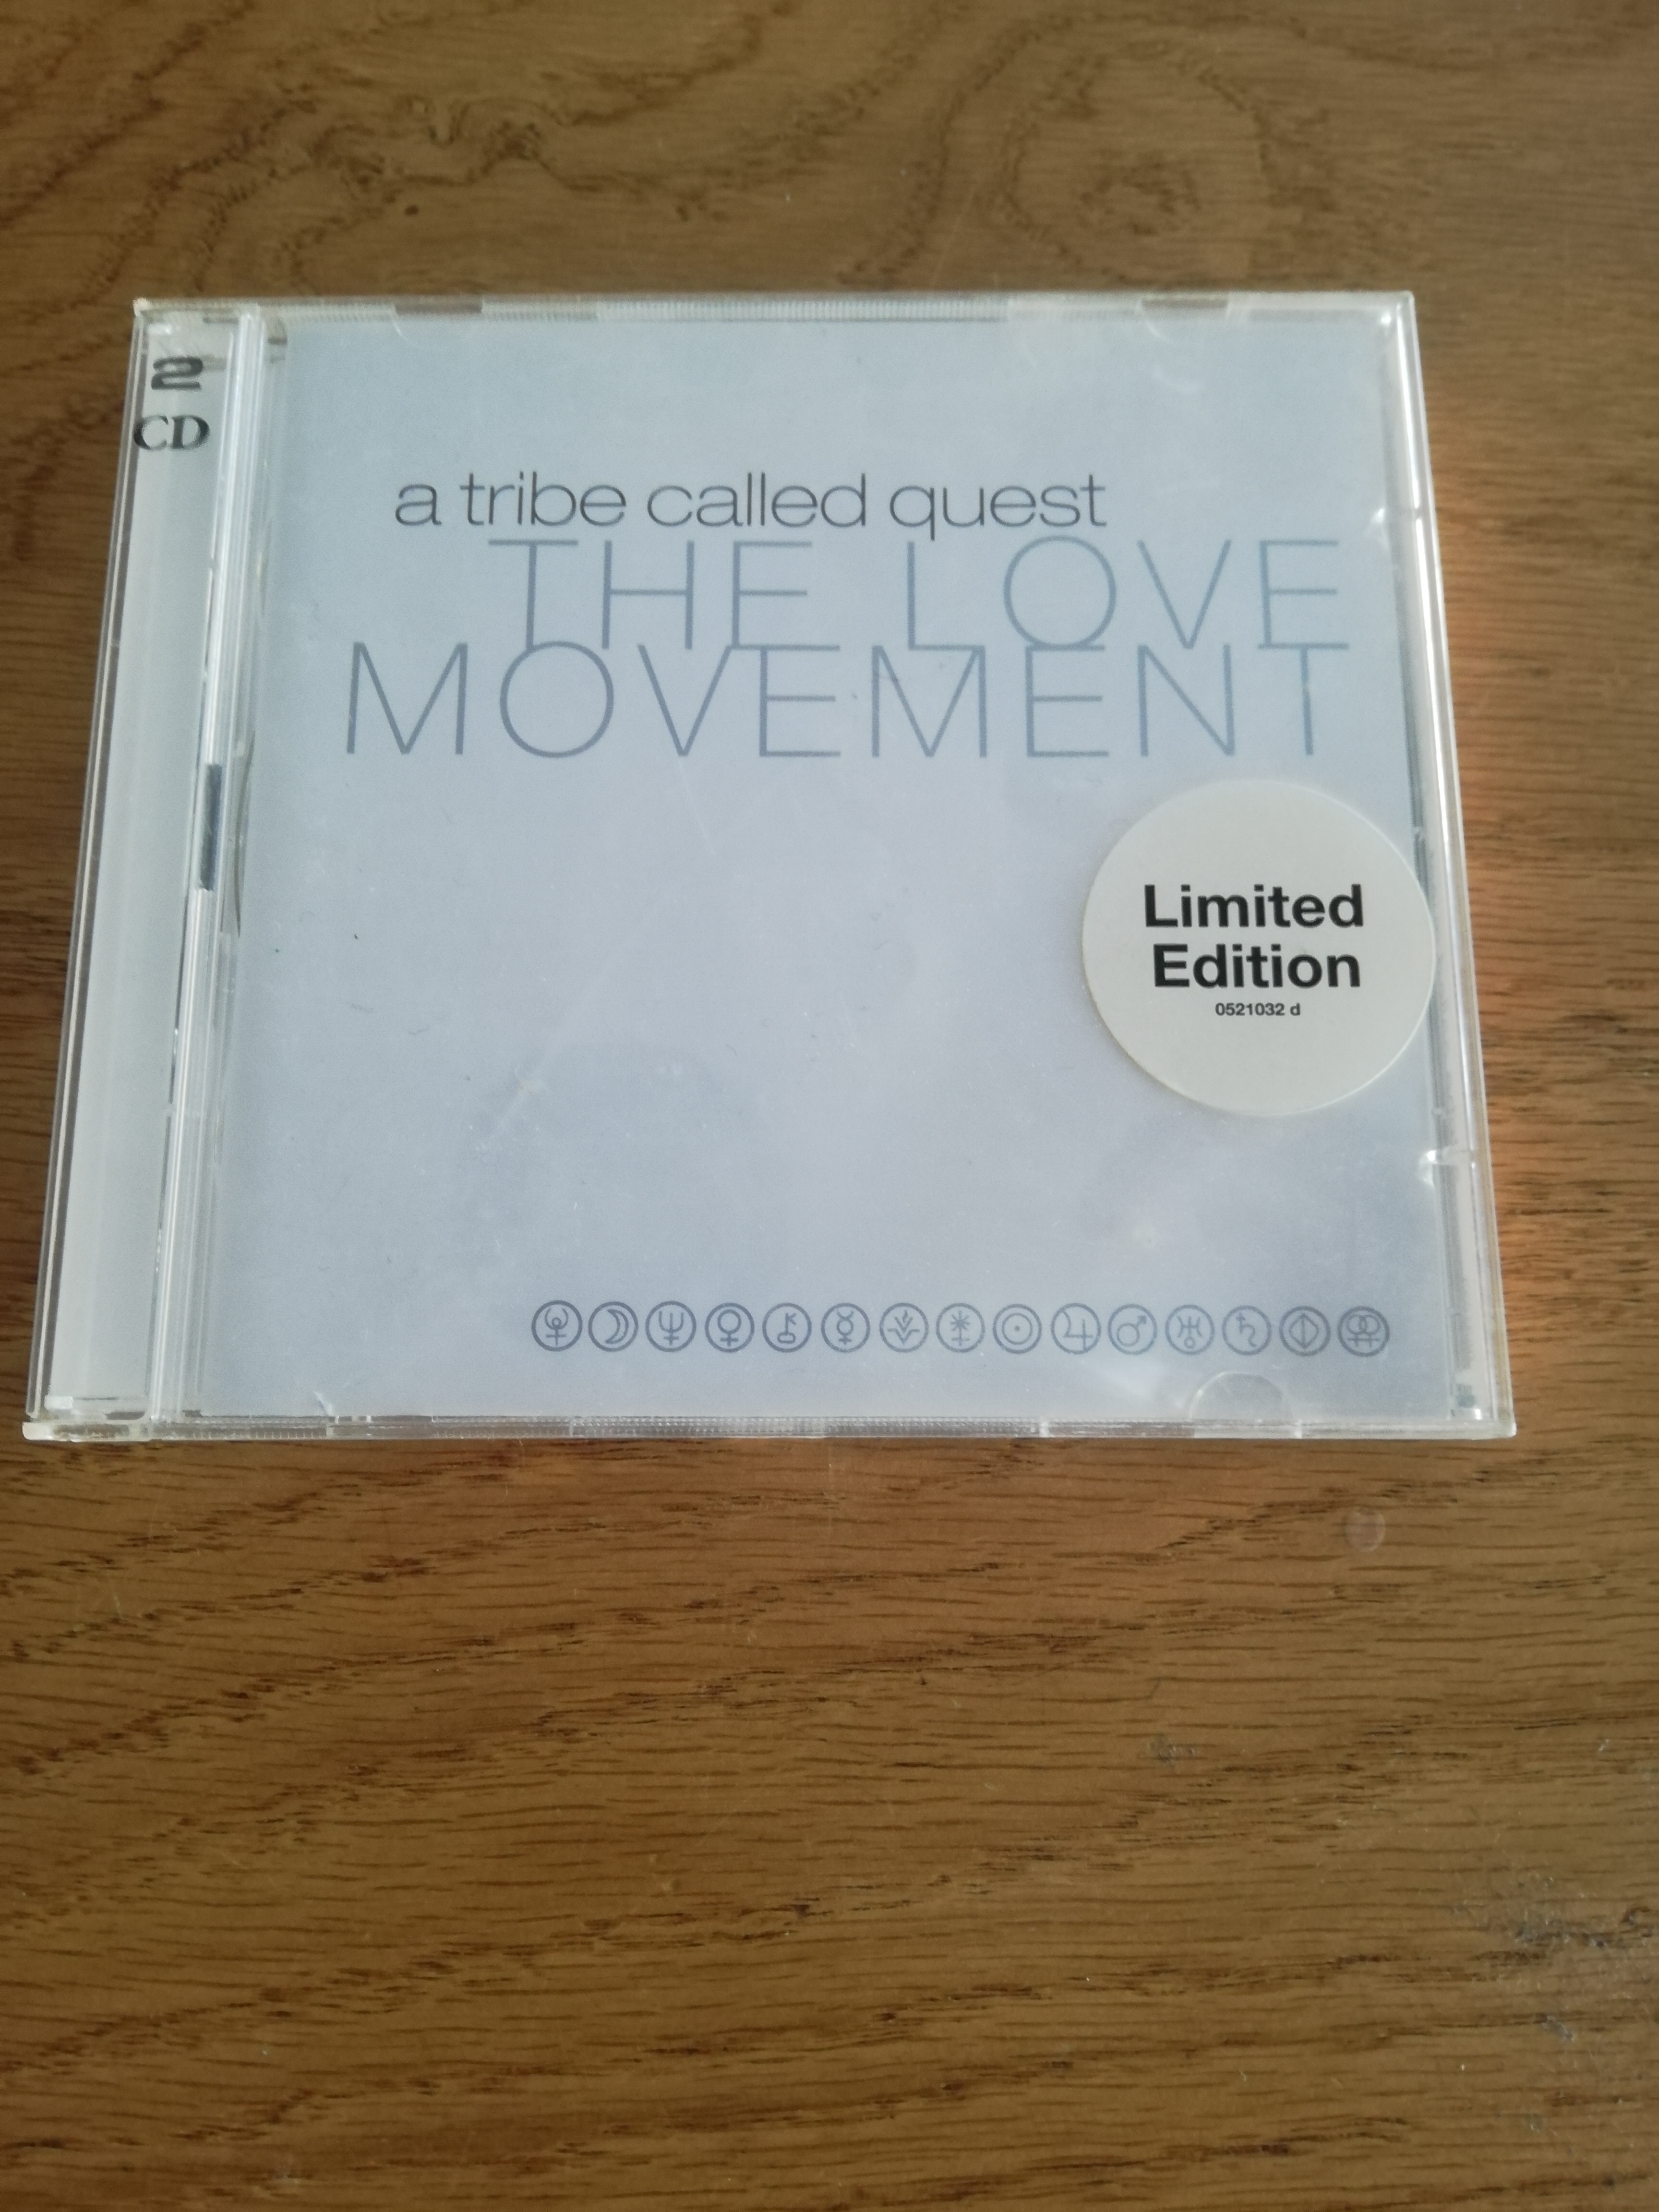 2
CD
a tribe called quest
THE LOVE
MOVEMENT
Limited
Edition
0521032 d